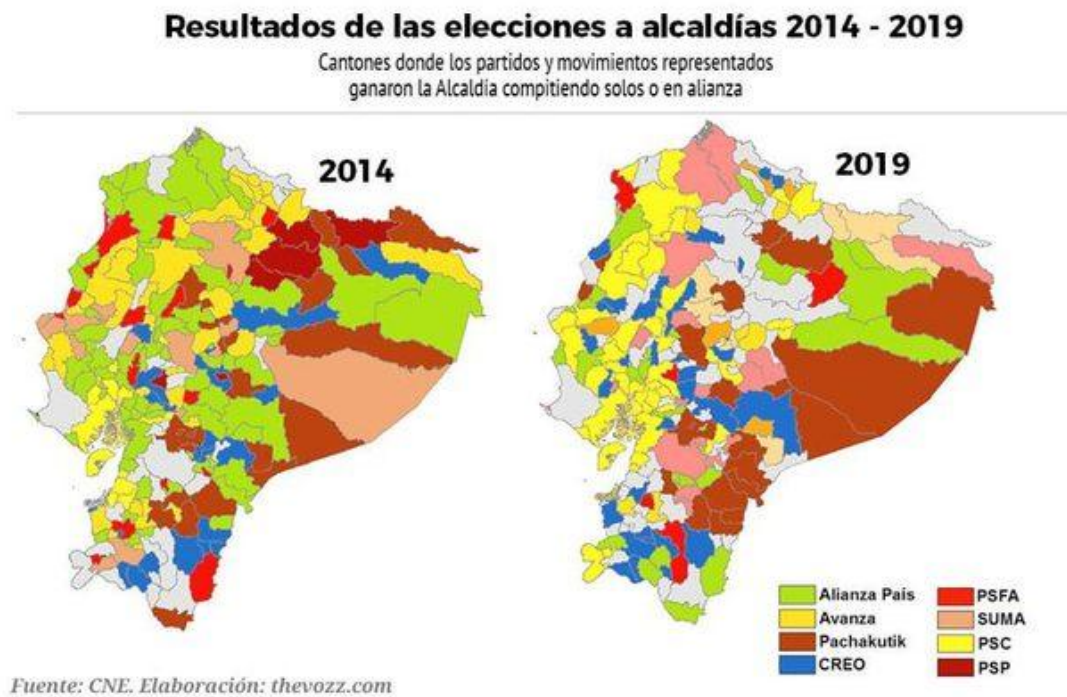 Resultados de las elecciones a alcaldías 2014 - 2019
Cantones donde los partidos y movimientos representados
ganaron la Alcaldía compitiendo solos o en alianza
2014
2019
Alianza Pais
Avanza
Pachakutik
CREO
PSFA
SUMA
PSC
PSP
Fuente: CNE. Elaboración: thevozz.com